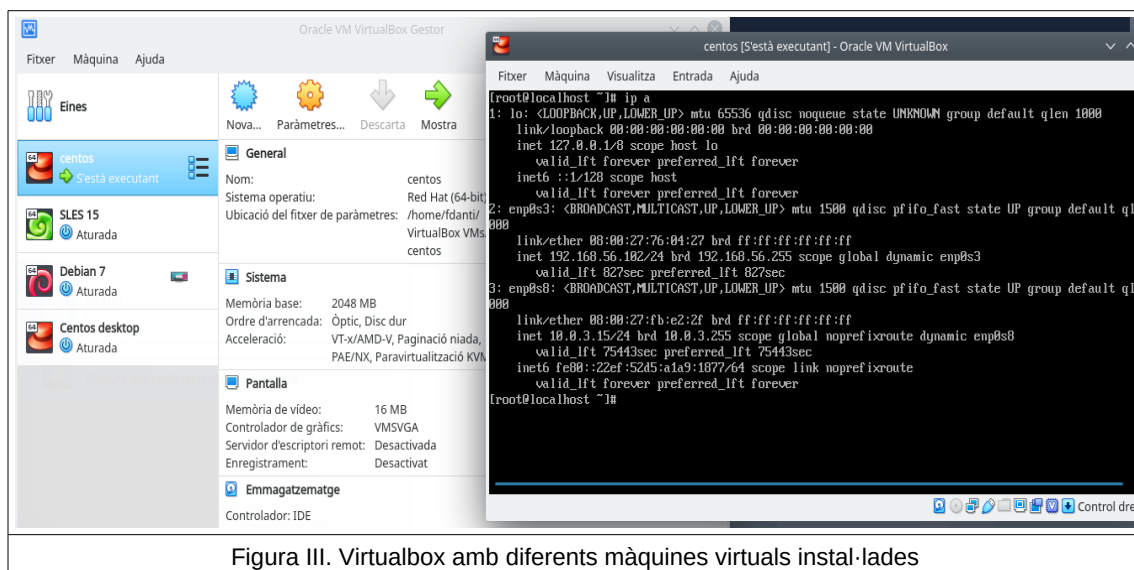 Oracle VM VirtualBox Gestor
Fitxer Màquina Ajuda
Eines
centos
S'està executant
SLES 15
Aturada
Debian 7
Aturada
Centos desktop
Aturada
Nova... Paràmetres... Descarta Mostra
General
Nom: centos
Sistema operatiu: Red Hat (64-bit)
Ubicació del fitxer de paràmetres: /home/fdanti/
VirtualBox VMs
centos
Sistema
Memòria base: 2048 MB
Ordre d'arrencada: Òptic, Disc dur
Acceleració: VT-x/AMD-V, Paginació niada,
PAE/NX, Paravirtualització KVM
Pantalla
Memòria de vídeo: 16 MB
Controlador de gràfics: VMSVGA
Servidor d'escriptori remot: Desactivada
Enregistrament: Desactivat
Emmagatzematge
Controlador: IDE
centos [S'està executant] - Oracle VM VirtualBox
Fitxer Màquina Visualitza Entrada Ajuda
[root@localhost ~]# ip a
1: lo: <LOOPBACK,UP,LOWER_UP> mtu 65536 qdisc noqueue state UNKNOWN group default qlen 1000
link/loopback 00:00:00:00:00:00 brd 00:00:00:00:00:00
inet 127.0.0.1/8 scope host lo
valid_lft forever preferred_lft forever
inet6 ::1/128 scope host
valid_lft forever preferred_lft forever
2: enp0s3: <BROADCAST,MULTICAST,UP,LOWER_UP> mtu 1500 qdisc pfifo_fast state UP group default ql
000
link/ether 08:00:27:76:04:27 brd ff:ff:ff:ff:ff:ff
inet 192.168.56.102/24 brd 192.168.56.255 scope global dynamic enp0s3
valid_lft 827sec preferred_lft 827sec
3: enp0s8: <BROADCAST,MULTICAST,UP,LOWER_UP> mtu 1500 qdisc pfifo_fast state UP group default ql
000
link/ether 08:00:27:fb:e2:2f brd ff:ff:ff:ff:ff:ff
inet 10.0.3.15/24 brd 10.0.3.255 scope global noprefixroute dynamic enp0s8
valid_lft 75443sec preferred_lft 75443sec
inet6 fe80::22ef:52d5:a1a9:1877/64 scope link noprefixroute
valid_lft forever preferred_lft forever
[root@localhost ~]#
Control dre
Figura III. Virtualbox amb diferents màquines virtuals instal·lades